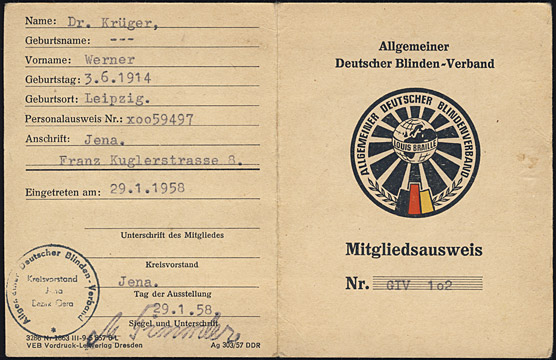 Name: Dr. Krüger,
Geburtsname: ---
Vorname: Werner
Geburtstag: 3.6.1914
Geburtsort: Leipzig.
Personalausweis Nr.: xoo59497
Anschrift: Jena.
Franz Kuglerstrasse 8.
Eingetreten am: 29.1.1958
Unterschrift des Mitgliedes
Kreisvorstand
Jena.
Tag der Ausstellung
29.1.58.
Siegel und Unterschrift
Allgemeiner Deutscher Blinden-Verband
Kreisvorstand
Jena
Bezirk Gera
VEB Vordruck-Leitverlag Dresden
Ag 303/57 DDR
Allgemeiner
Deutscher Blinden-Verband
ALLGEMEINER DEUTSCHER BLINDENVERBAND
LOUIS BRAILLE
Mitgliedsausweis
Nr. GIV 1o2